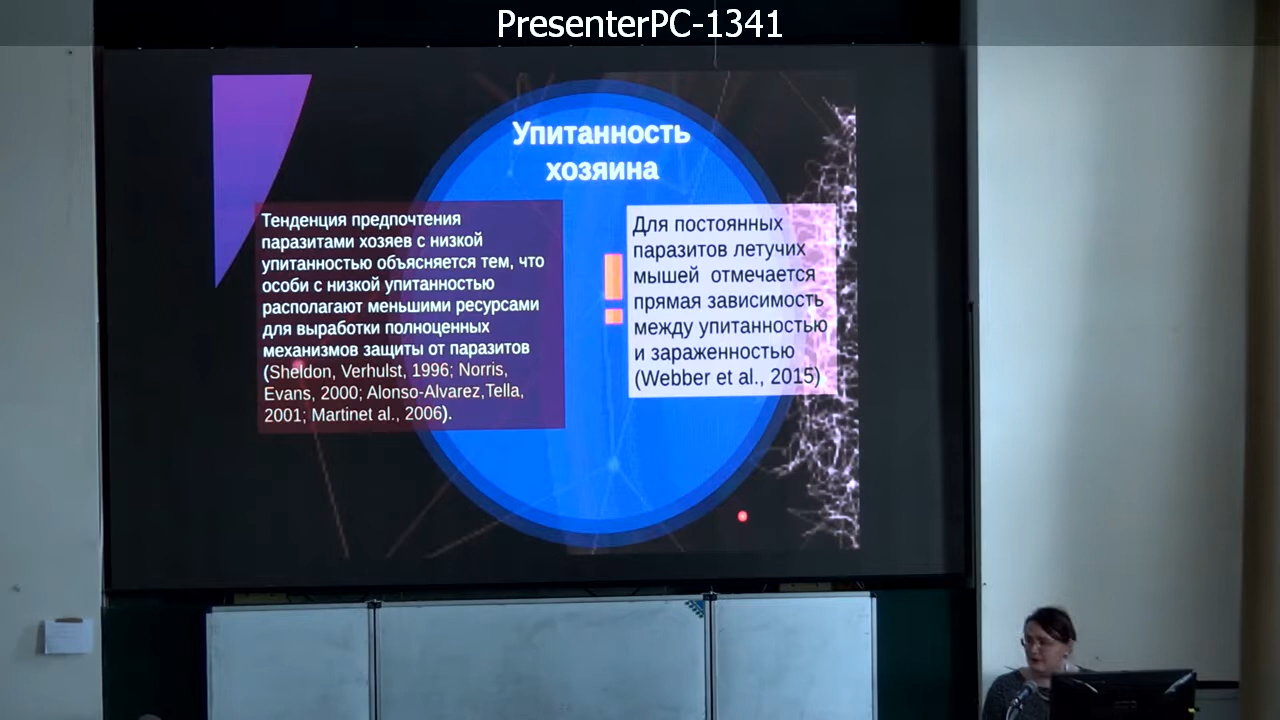 PresenterPC-1341
Упитанность
хозяина
Тенденция предпочтения
паразитами хозяев с низкой
упитанностью объясняется тем, что
особи с низкой упитанностью
располагают меньшими ресурсами
для выработки полноценных
механизмов защиты от паразитов
(Sheldon, Verhulst, 1996; Norris,
Evans, 2000; Alonso-Alvarez,Tella,
2001; Martinet al., 2006).
!
Для постоянных
паразитов летучих
мышей отмечается
прямая зависимость
между упитанностью
и зараженностью
(Webber et al., 2015)